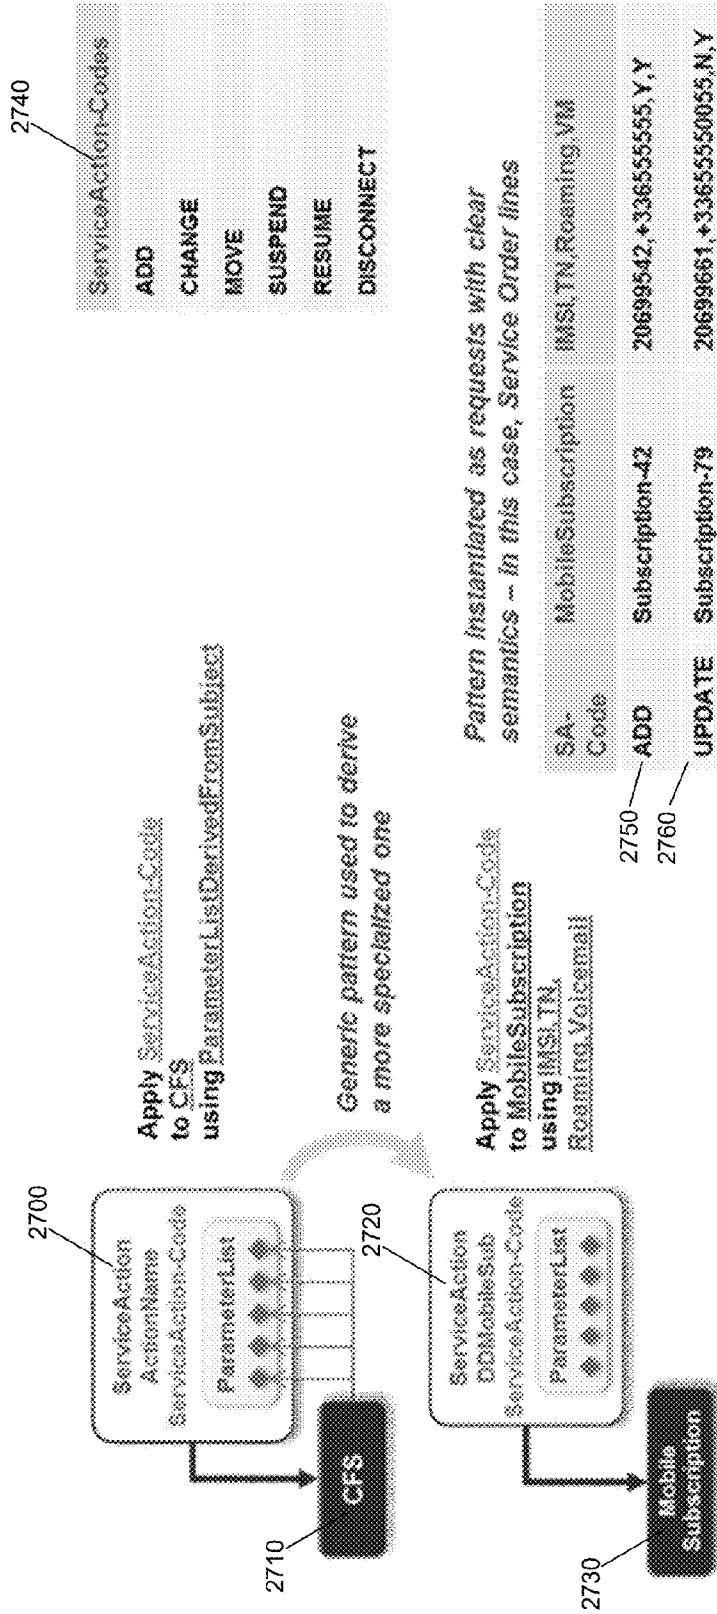 2700
ServiceAction
ActionName
ServiceAction-Code
ParameterList
2710
CFS
Apply ServiceAction-Code
to CFS
using ParameterListDerivedFromSubject
2740
ServiceAction-Codes
ADD
CHANGE
MOVE
SUSPEND
RESUME
DISCONNECT
Generic pattern used to derive
a more specialized one
2720
ServiceAction
DDMobileSub
ServiceAction-Code
ParameterList
2730
Mobile
Subscription
Apply ServiceAction-Code
to MobileSubscription
using IMSI,TN,
Roaming,Voicemail
Pattern instantiated as requests with clear
semantics – in this case, Service Order lines
SA-
Code
MobileSubscription
IMSI,TN,Roaming,VM
2750
ADD
Subscription-42
20699542,+336555555,Y,Y
2760
UPDATE
Subscription-79
20699661,+33655550055,N,Y